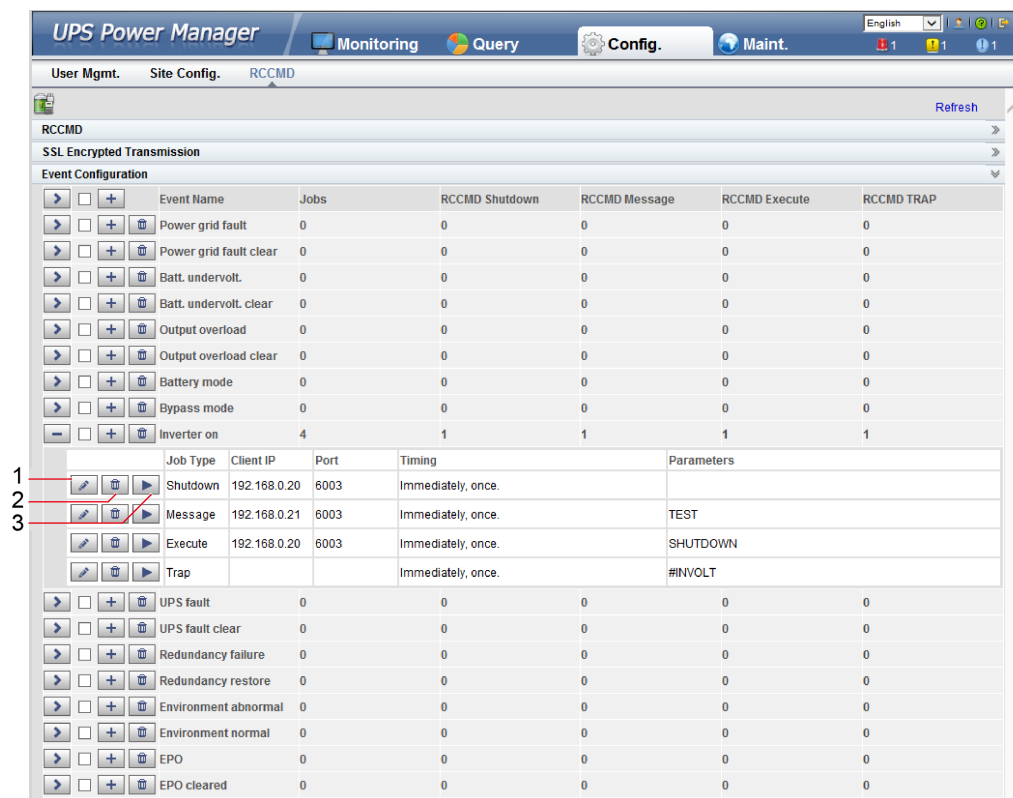 UPS Power Manager
Monitoring Query Config. Maint.
English
1 1 1
User Mgmt. Site Config. RCCMD
Refresh
RCCMD
SSL Encrypted Transmission
Event Configuration
Event Name Jobs RCCMD Shutdown RCCMD Message RCCMD Execute RCCMD TRAP
Power grid fault 0 0 0 0 0
Power grid fault clear 0 0 0 0 0
Batt. undervolt. 0 0 0 0 0
Batt. undervolt. clear 0 0 0 0 0
Output overload 0 0 0 0 0
Output overload clear 0 0 0 0 0
Battery mode 0 0 0 0 0
Bypass mode 0 0 0 0 0
Inverter on 4 1 1 1 1
Job Type Client IP Port Timing Parameters
1
Shutdown 192.168.0.20 6003 Immediately, once.
2
3
Message 192.168.0.21 6003 Immediately, once. TEST
Execute 192.168.0.20 6003 Immediately, once. SHUTDOWN
Trap Immediately, once. #INVOLT
UPS fault 0 0 0 0 0
UPS fault clear 0 0 0 0 0
Redundancy failure 0 0 0 0 0
Redundancy restore 0 0 0 0 0
Environment abnormal 0 0 0 0 0
Environment normal 0 0 0 0 0
EPO 0 0 0 0 0
EPO cleared 0 0 0 0 0